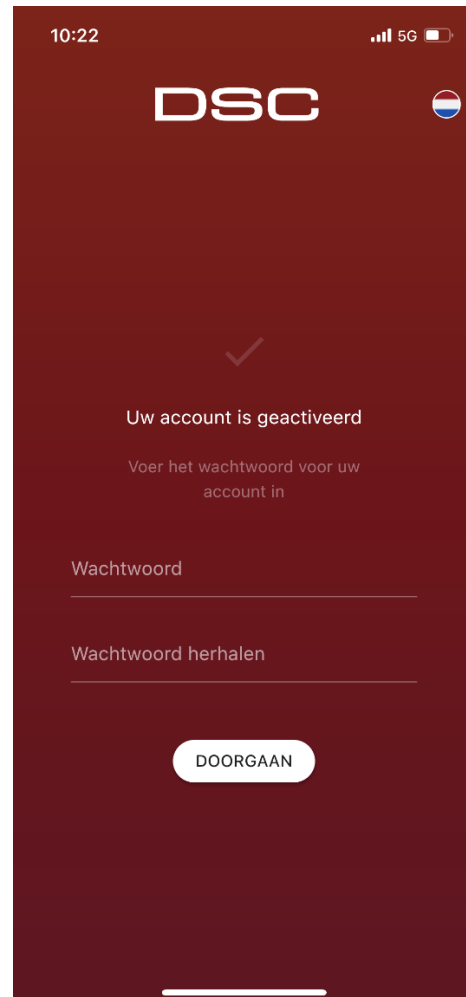 10:22
5G
DSC
Uw account is geactiveerd
Voer het wachtwoord voor uw
account in
Wachtwoord
Wachtwoord herhalen
DOORGAAN